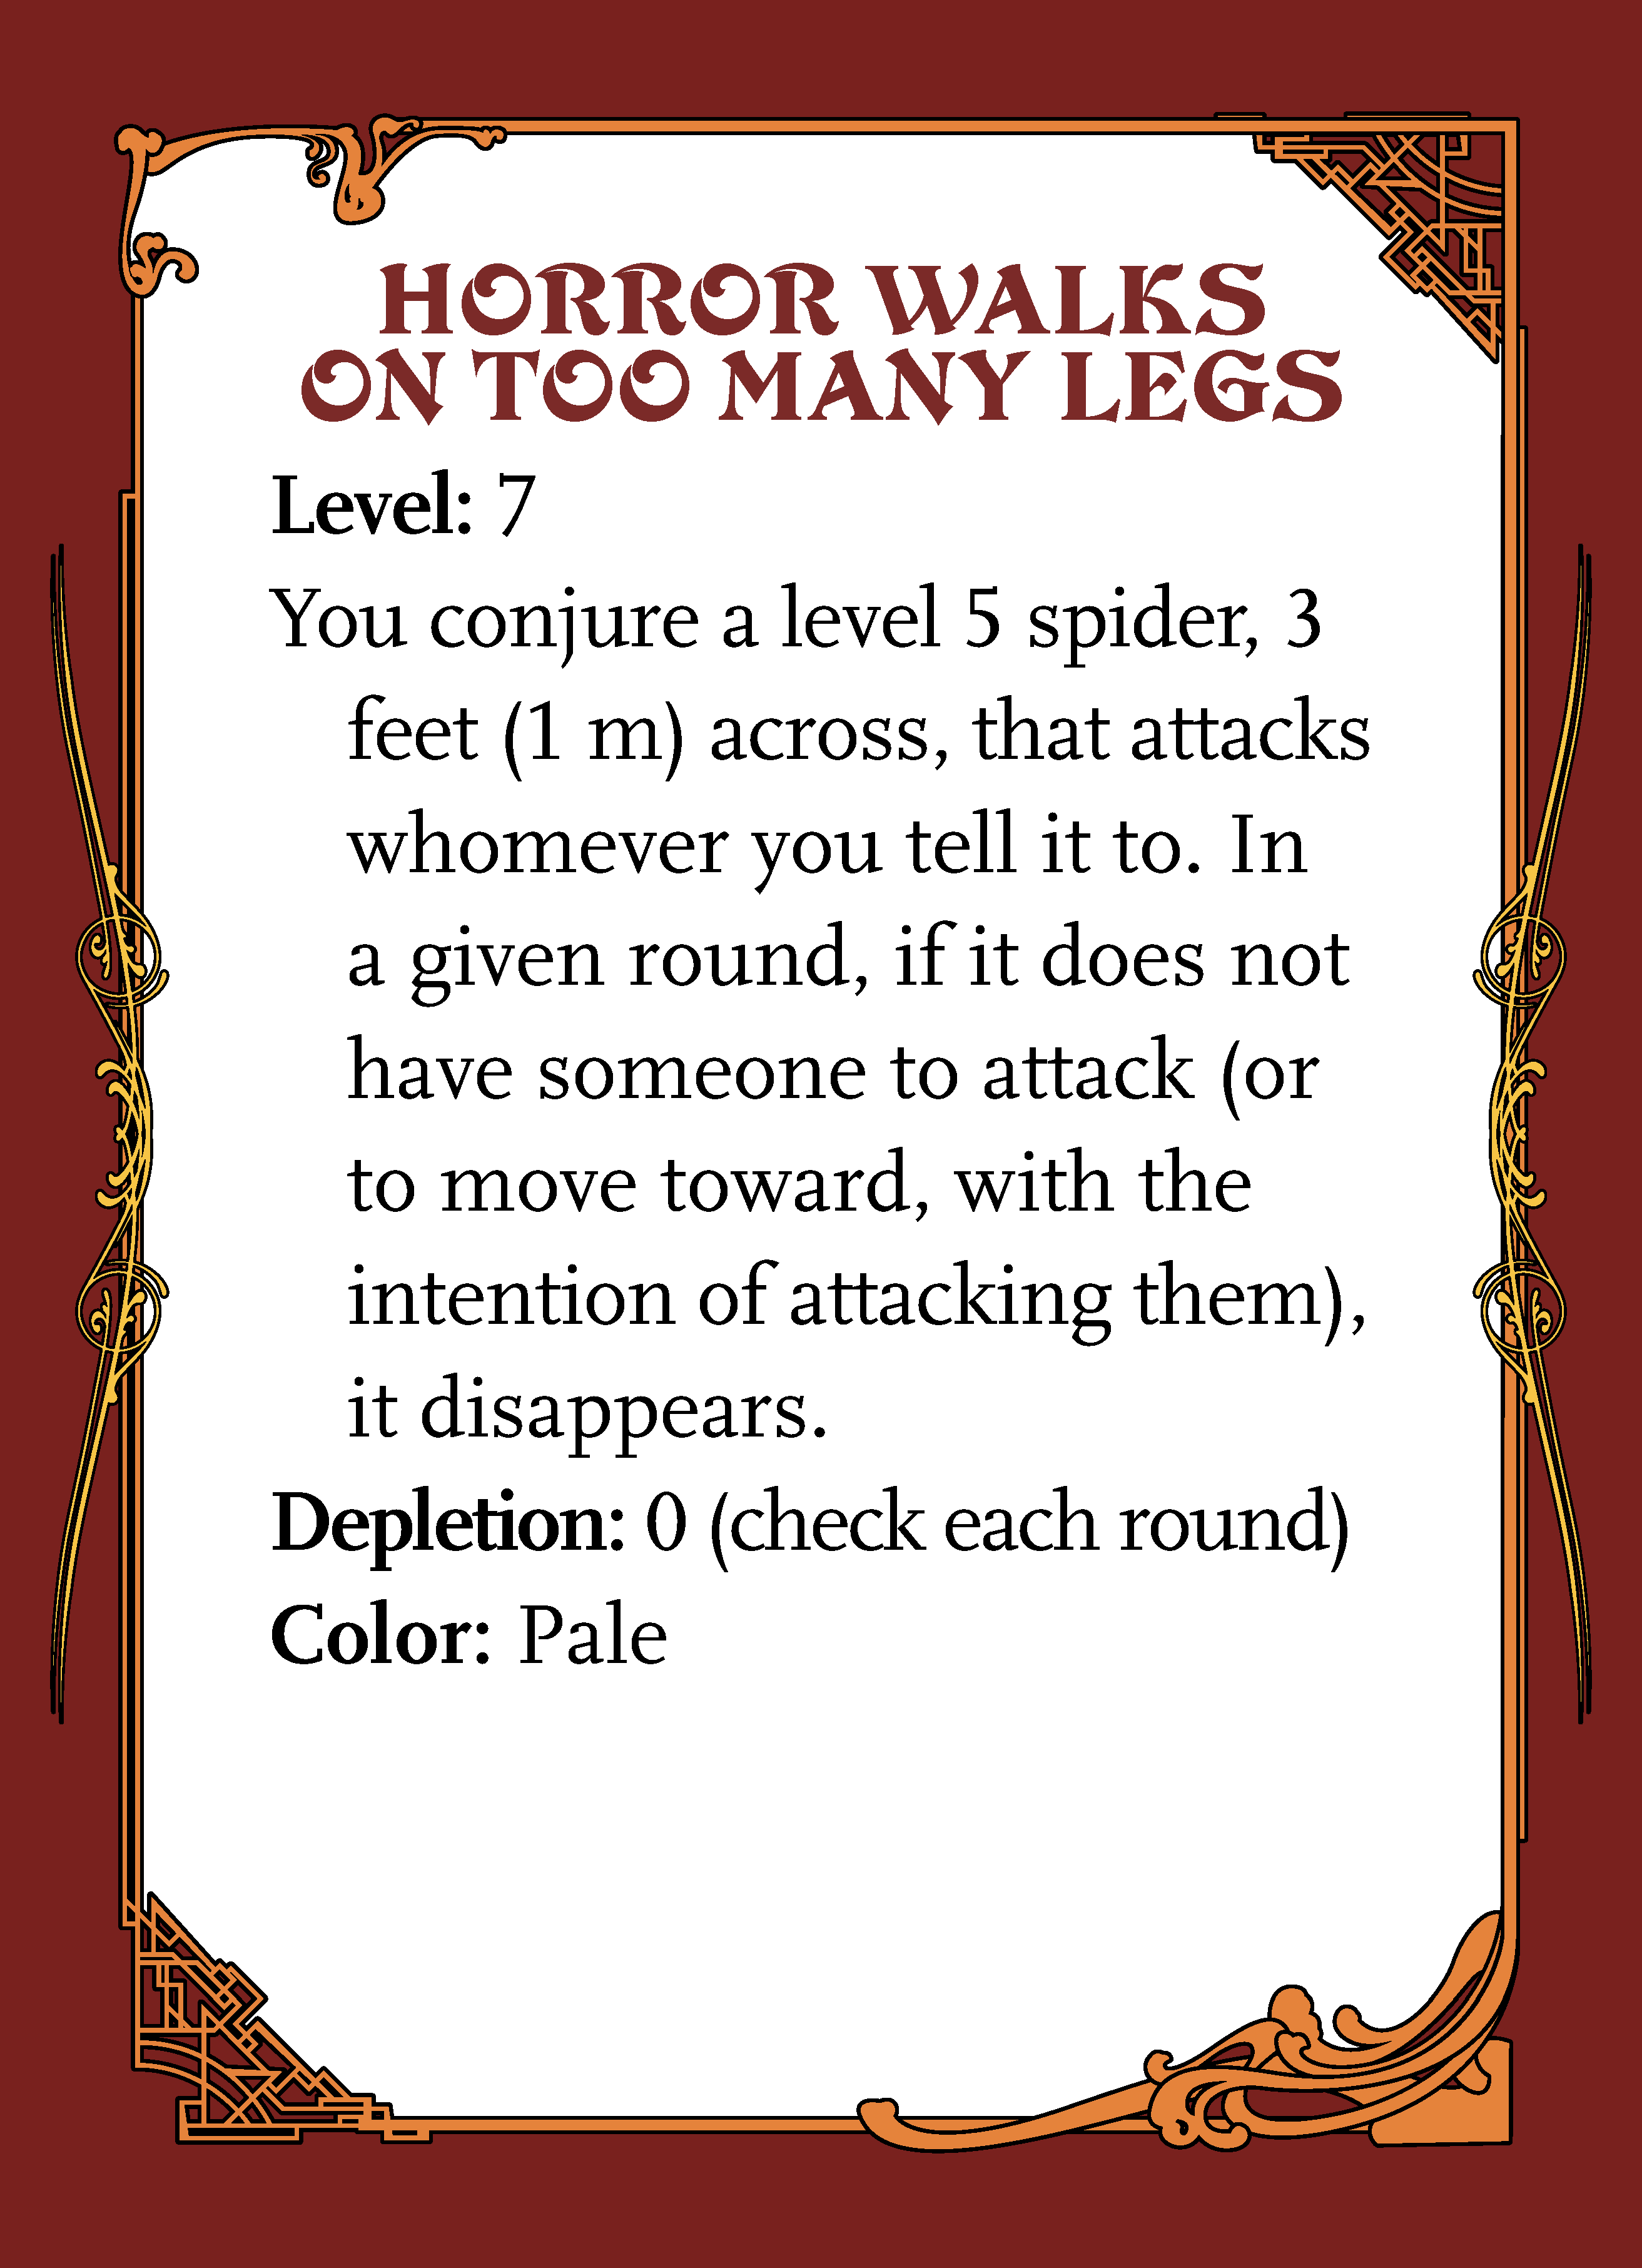 HORROR WALKS
ON TOO MANY LEGS
Level: 7
You conjure a level 5 spider, 3
feet (1 m) across, that attacks
whomever you tell it to. In
a given round, if it does not
have someone to attack (or
to move toward, with the
intention of attacking them),
it disappears.
Depletion: 0 (check each round)
Color: Pale